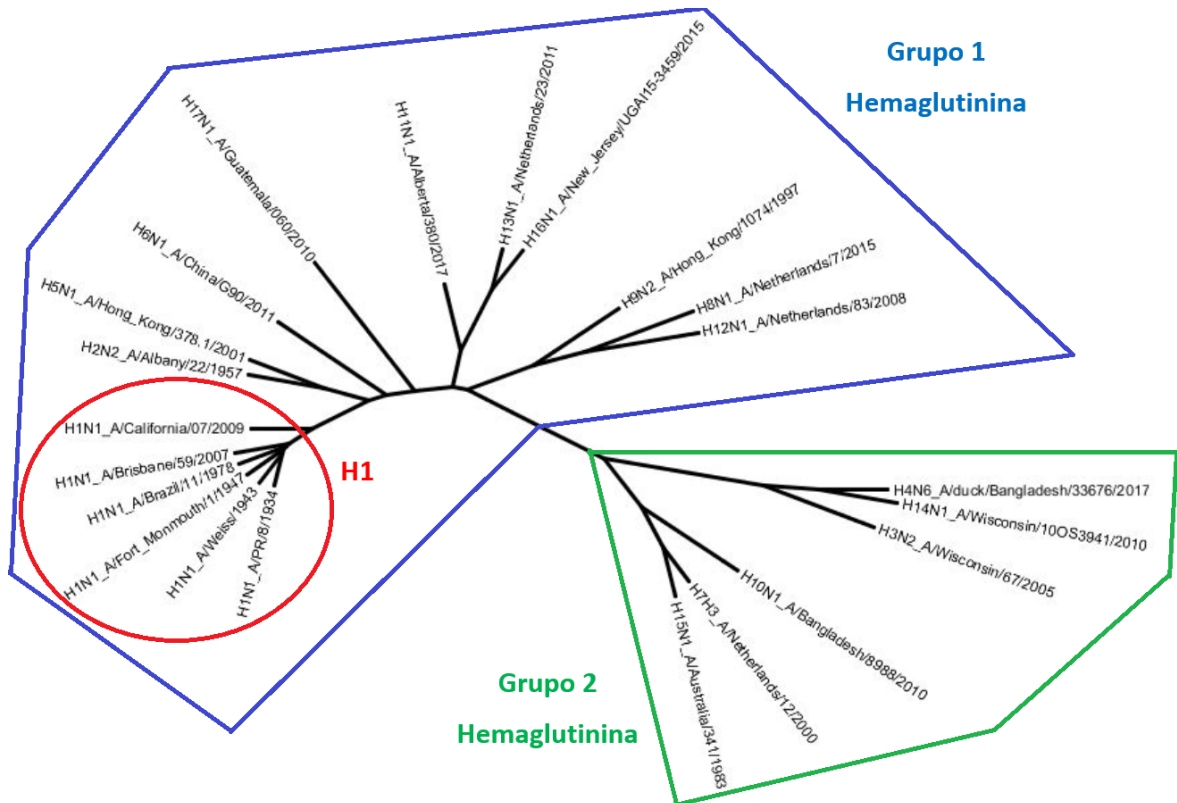 Grupo 1
Hemaglutinina
H17N1_A/Guatemala/060/2010
H11N1_A/Alberta/380/2017
H13N1_A/Netherlands/23/2011
H16N1_A/New_Jersey/UGAI15-3459/2015
H6N1_A/China/G90/2011
H9N2_A/Hong_Kong/1074/1997
H5N1_A/Hong_Kong/378.1/2001
H8N1_A/Netherlands/7/2015
H12N1_A/Netherlands/83/2008
H2N2_A/Albany/22/1957
H1N1_A/California/07/2009
H1N1_A/Brisbane/59/2007
H1N1_A/Brazil/11/1978
H1N1_A/Fort_Monmouth/1/1947
H1N1_A/Weiss/1943
H1N1_A/PR/8/1934
H1
H4N6_A/duck/Bangladesh/33676/2017
H14N1_A/Wisconsin/10OS3941/2010
H3N2_A/Wisconsin/67/2005
H10N1_A/Bangladesh/8988/2010
H7H3_A/Netherlands/12/2000
H15N1_A/Australia/341/1983
Grupo 2
Hemaglutinina